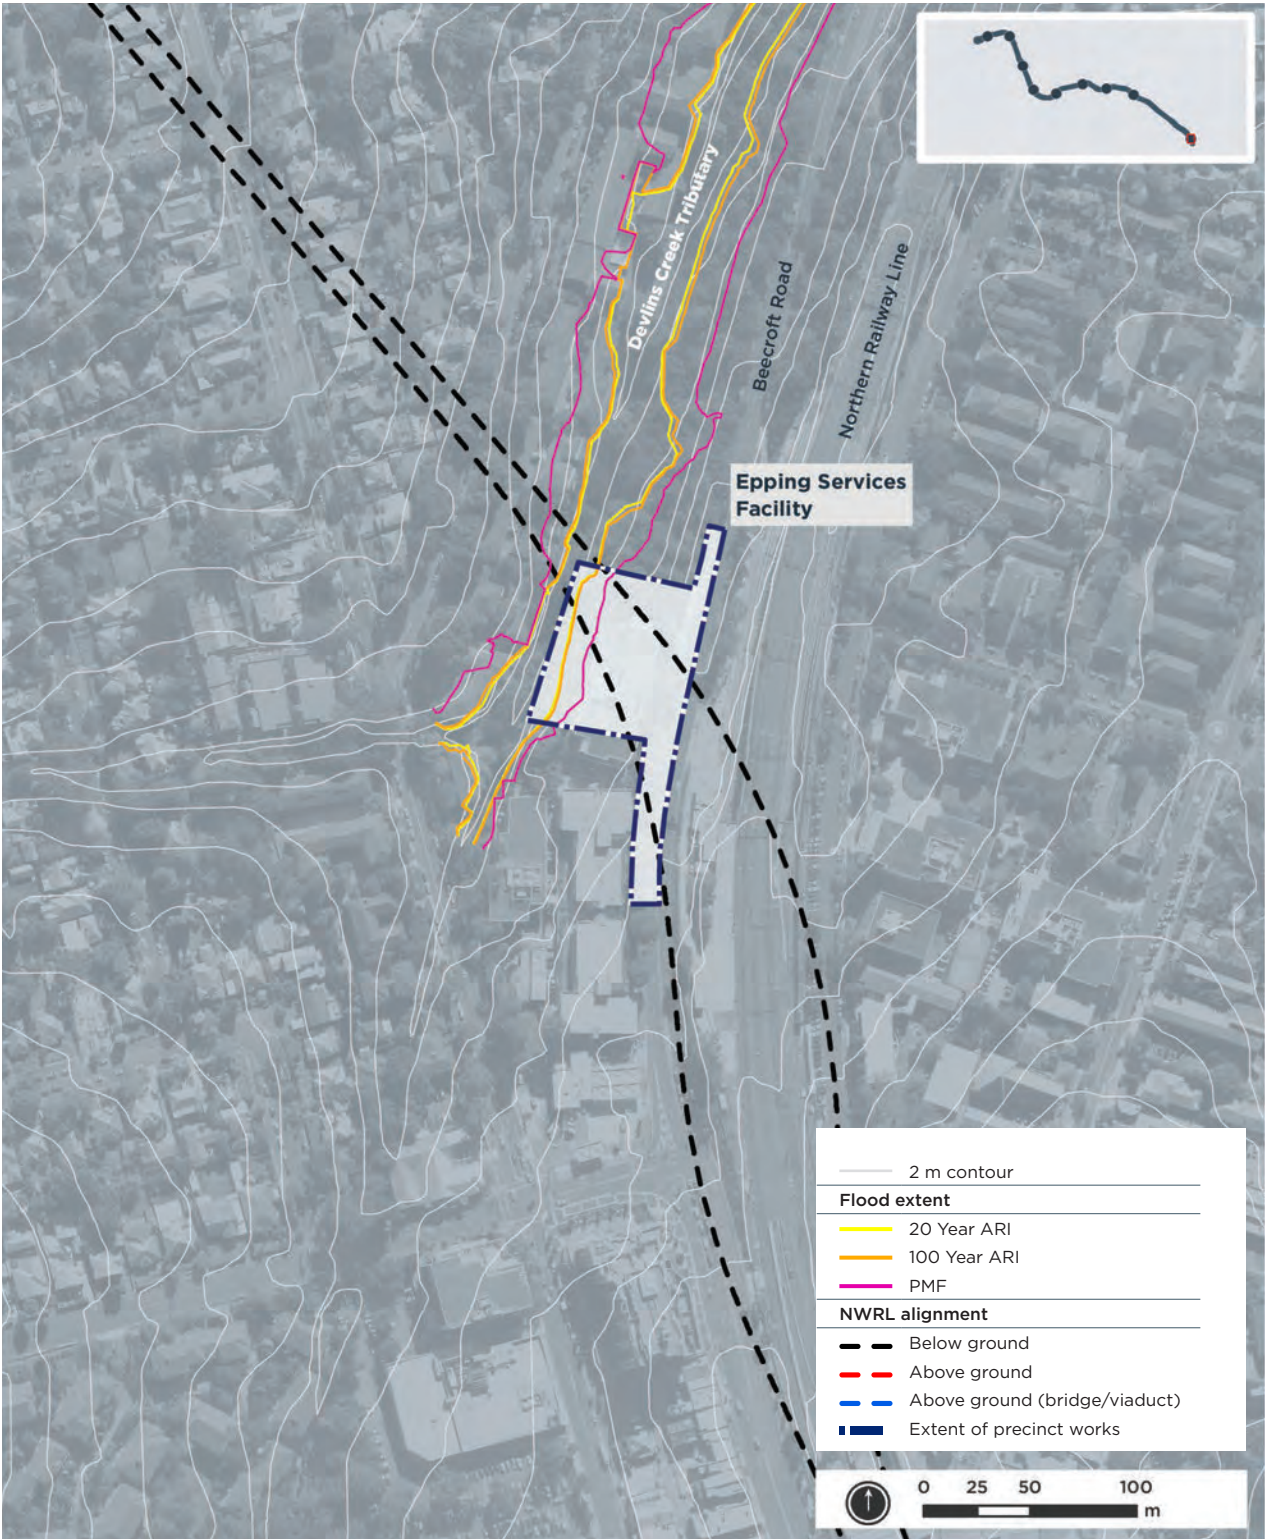 Devlins Creek Tributary
Beecroft Road
Northern Railway Line
Epping Services
Facility
2 m contour
Flood extent
20 Year ARI
100 Year ARI
PMF
NWRL alignment
Below ground
Above ground
Above ground (bridge/viaduct)
Extent of precinct works
0 25 50 100
m